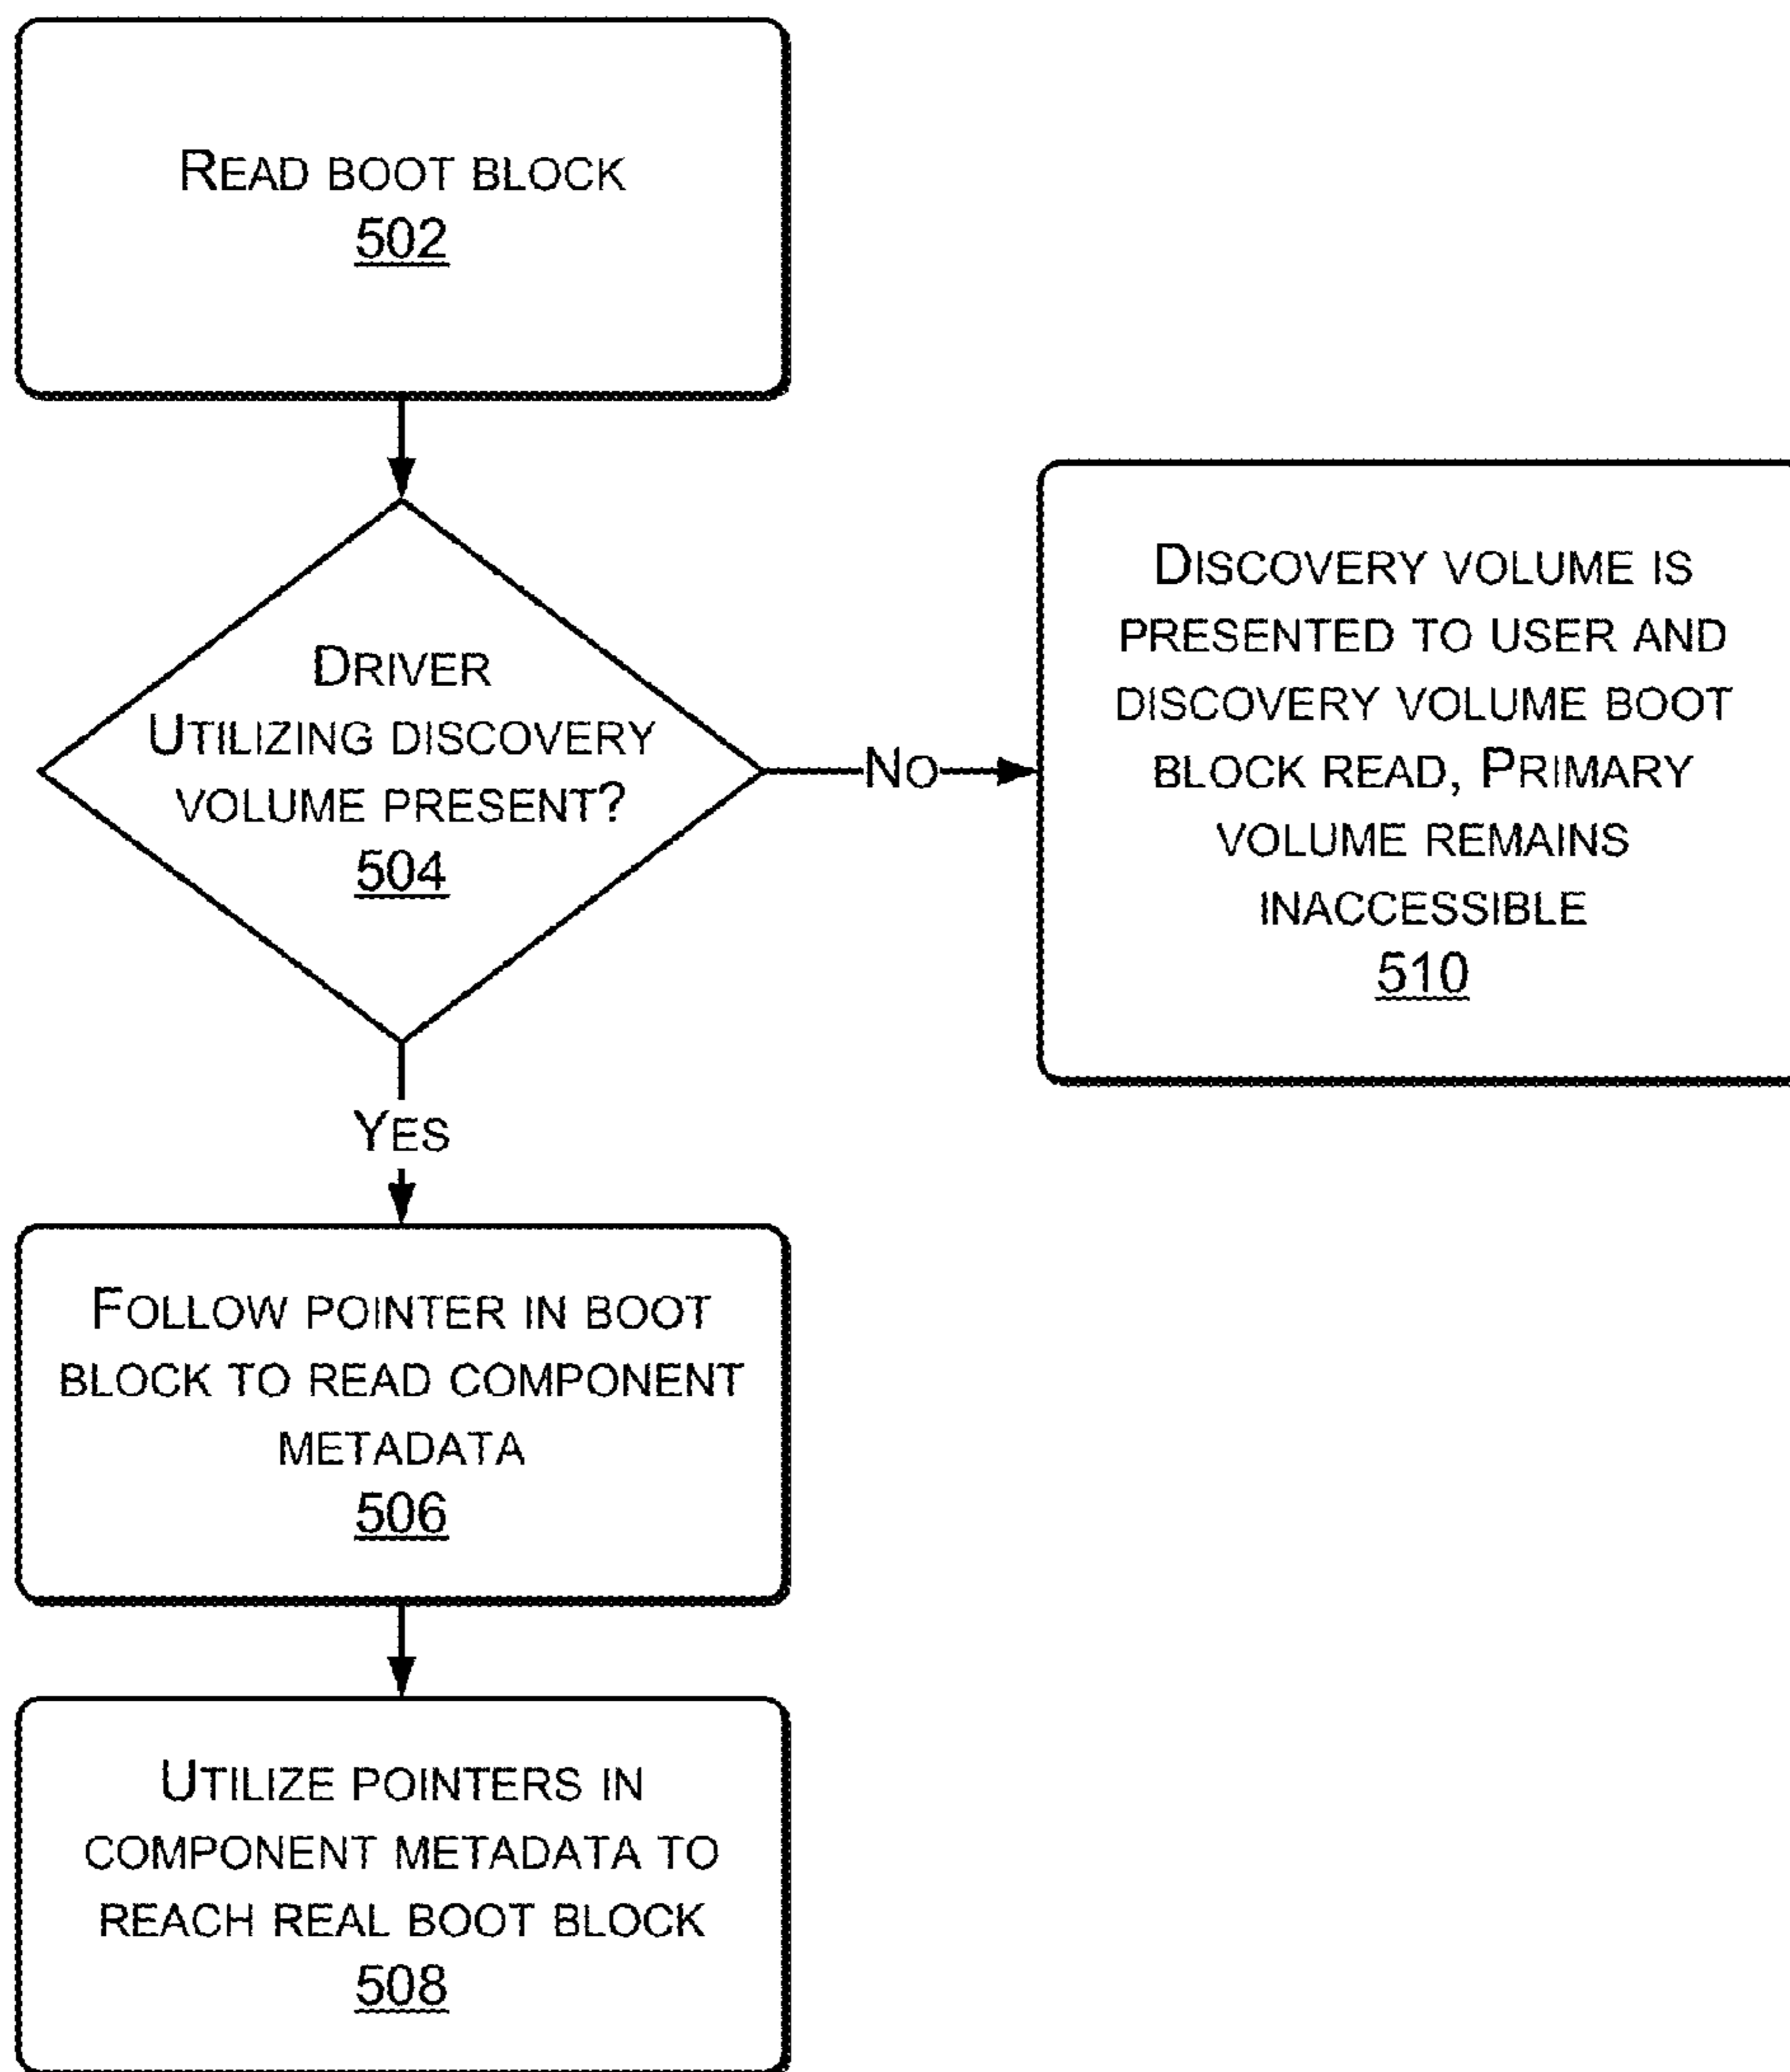 READ BOOT BLOCK
502
DRIVER
UTILIZING DISCOVERY
VOLUME PRESENT?
504
NO
DISCOVERY VOLUME IS
PRESENTED TO USER AND
DISCOVERY VOLUME BOOT
BLOCK READ, PRIMARY
VOLUME REMAINS
INACCESSIBLE
510
YES
FOLLOW POINTER IN BOOT
BLOCK TO READ COMPONENT
METADATA
506
UTILIZE POINTERS IN
COMPONENT METADATA TO
REACH REAL BOOT BLOCK
508